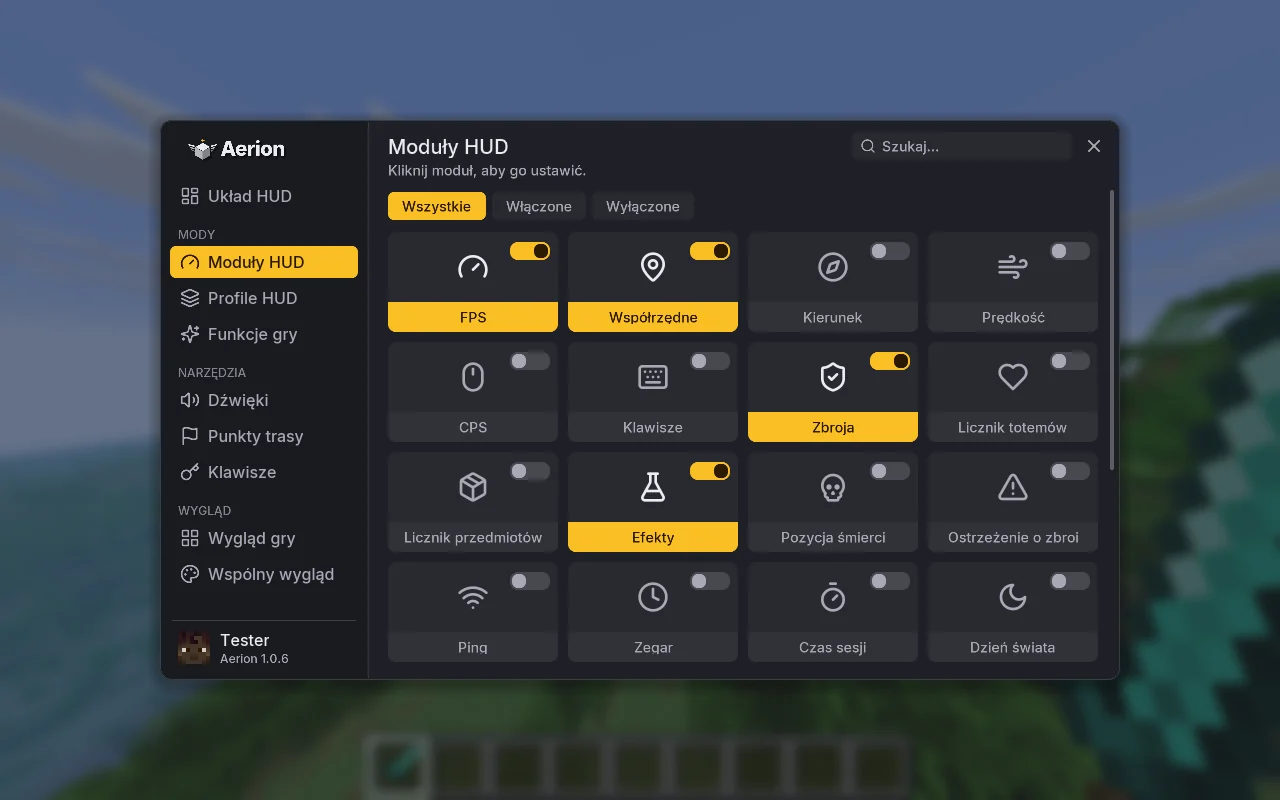 Aerion
Układ HUD
MODY
Moduły HUD
Profile HUD
Funkcje gry
NARZĘDZIA
Dźwięki
Punkty trasy
Klawisze
WYGLĄD
Wygląd gry
Wspólny wygląd
Tester
Aerion 1.0.6
Moduły HUD
Kliknij moduł, aby go ustawić.
Szukaj...
Wszystkie Włączone Wyłączone
FPS Współrzędne Kierunek Prędkość
CPS Klawisze Zbroja Licznik totemów
Licznik przedmiotów Efekty Pozycja śmierci Ostrzeżenie o zbroi
Ping Zegar Czas sesji Dzień świata